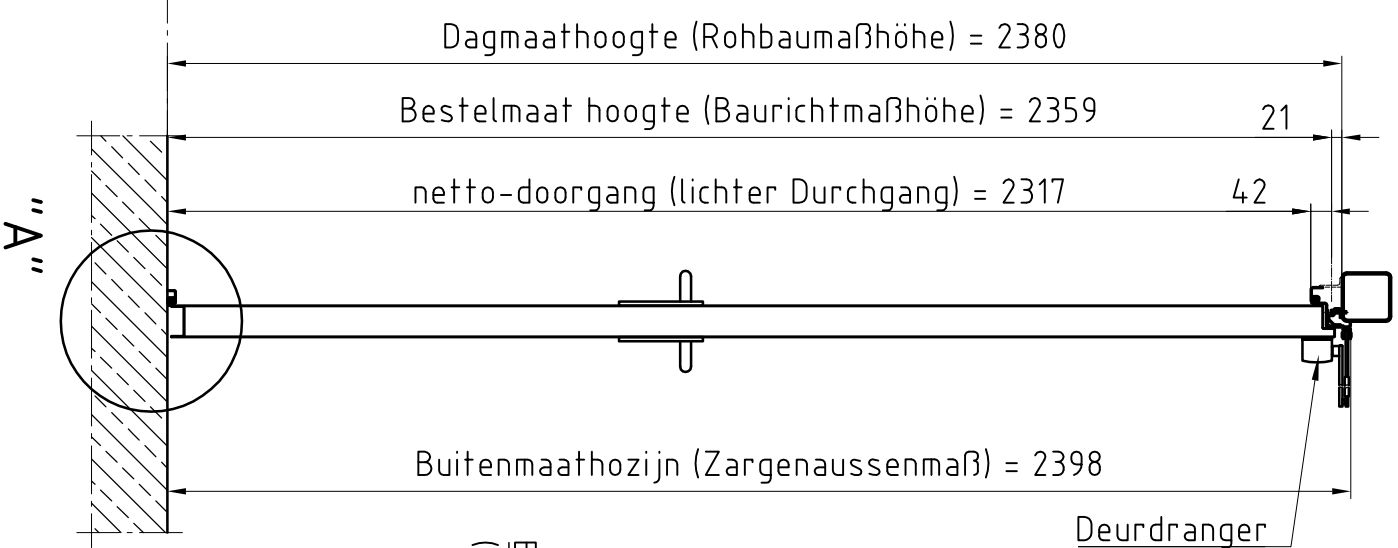 Dagmaathoogte (Rohbaumaßhöhe) = 2380
Bestelmaat hoogte (Baurichtmaßhöhe) = 2359
21
netto-doorgang (lichter Durchgang) = 2317
42
"A"
Buitenmaathozijn (Zargenaussenmaß) = 2398
Deurdranger